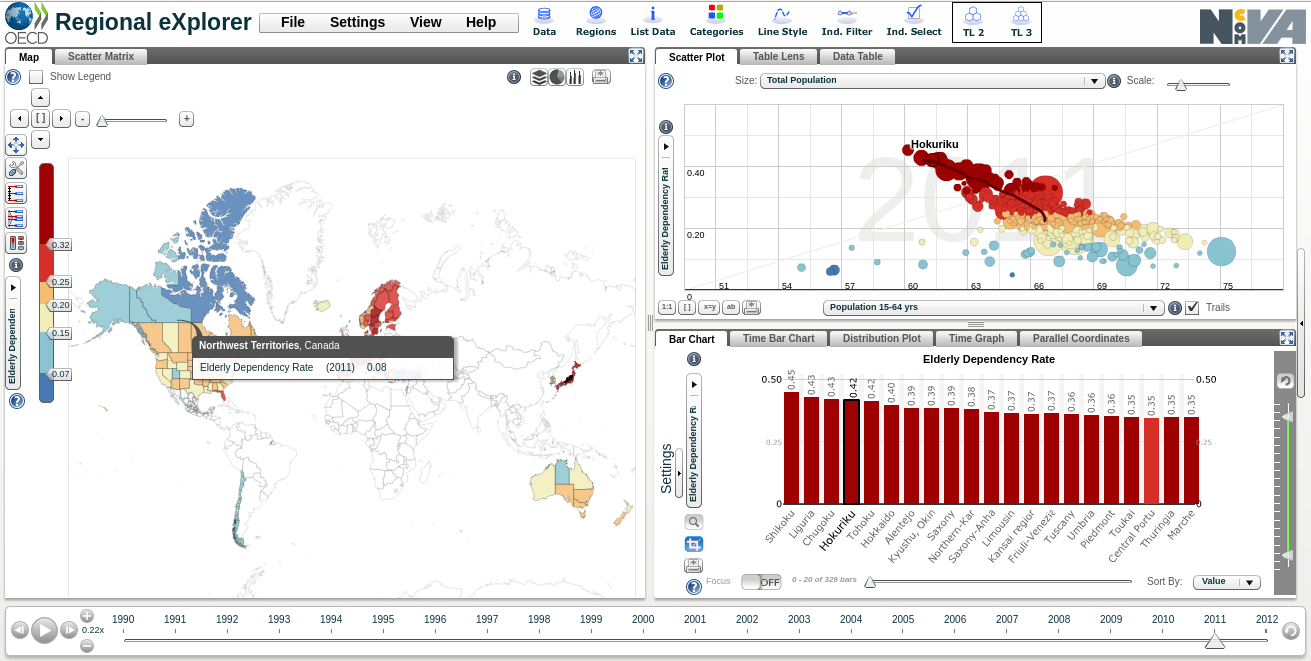 OECD
Regional eXplorer
File Settings View Help
Data Regions List Data Categories Line Style Ind. Filter Ind. Select TL 2 TL 3
NCOMVA
Map Scatter Matrix
Show Legend
[ ] - +
0.32
0.25
0.20
0.15
0.07
Elderly Dependen
Northwest Territories, Canada
Elderly Dependency Rate (2011) 0.08
Scatter Plot Table Lens Data Table
Size: Total Population Scale:
Elderly Dependency Rat
2011
Hokuriku
0.40
0.20
0
51 54 57 60 63 66 69 72 75
1:1 [ ] x=y ab Population 15-64 yrs Trails
Bar Chart Time Bar Chart Distribution Plot Time Graph Parallel Coordinates
Elderly Dependency Rate
Settings
Elderly Dependency R
0.50 0.50
0.25 0.25
0 0
0.45 0.43 0.43 0.42 0.42 0.40 0.39 0.39 0.39 0.38 0.37 0.37 0.37 0.37 0.36 0.36 0.36 0.35 0.35 0.35 0.35
Shikoku Liguria Chugoku Hokuriku Tohoku Hokkaido Alentejo Kyushu, Okin Saxony Northern-Kar Saxony-Anha Limousin Kansai region Friuli-Venezie Tuscany Umbria Piedmont Toukai Central Portu Thuringia Marche
Focus OFF 0 - 20 of 329 bars Sort By: Value
0.22x
1990 1991 1992 1993 1994 1995 1996 1997 1998 1999 2000 2001 2002 2003 2004 2005 2006 2007 2008 2009 2010 2011 2012